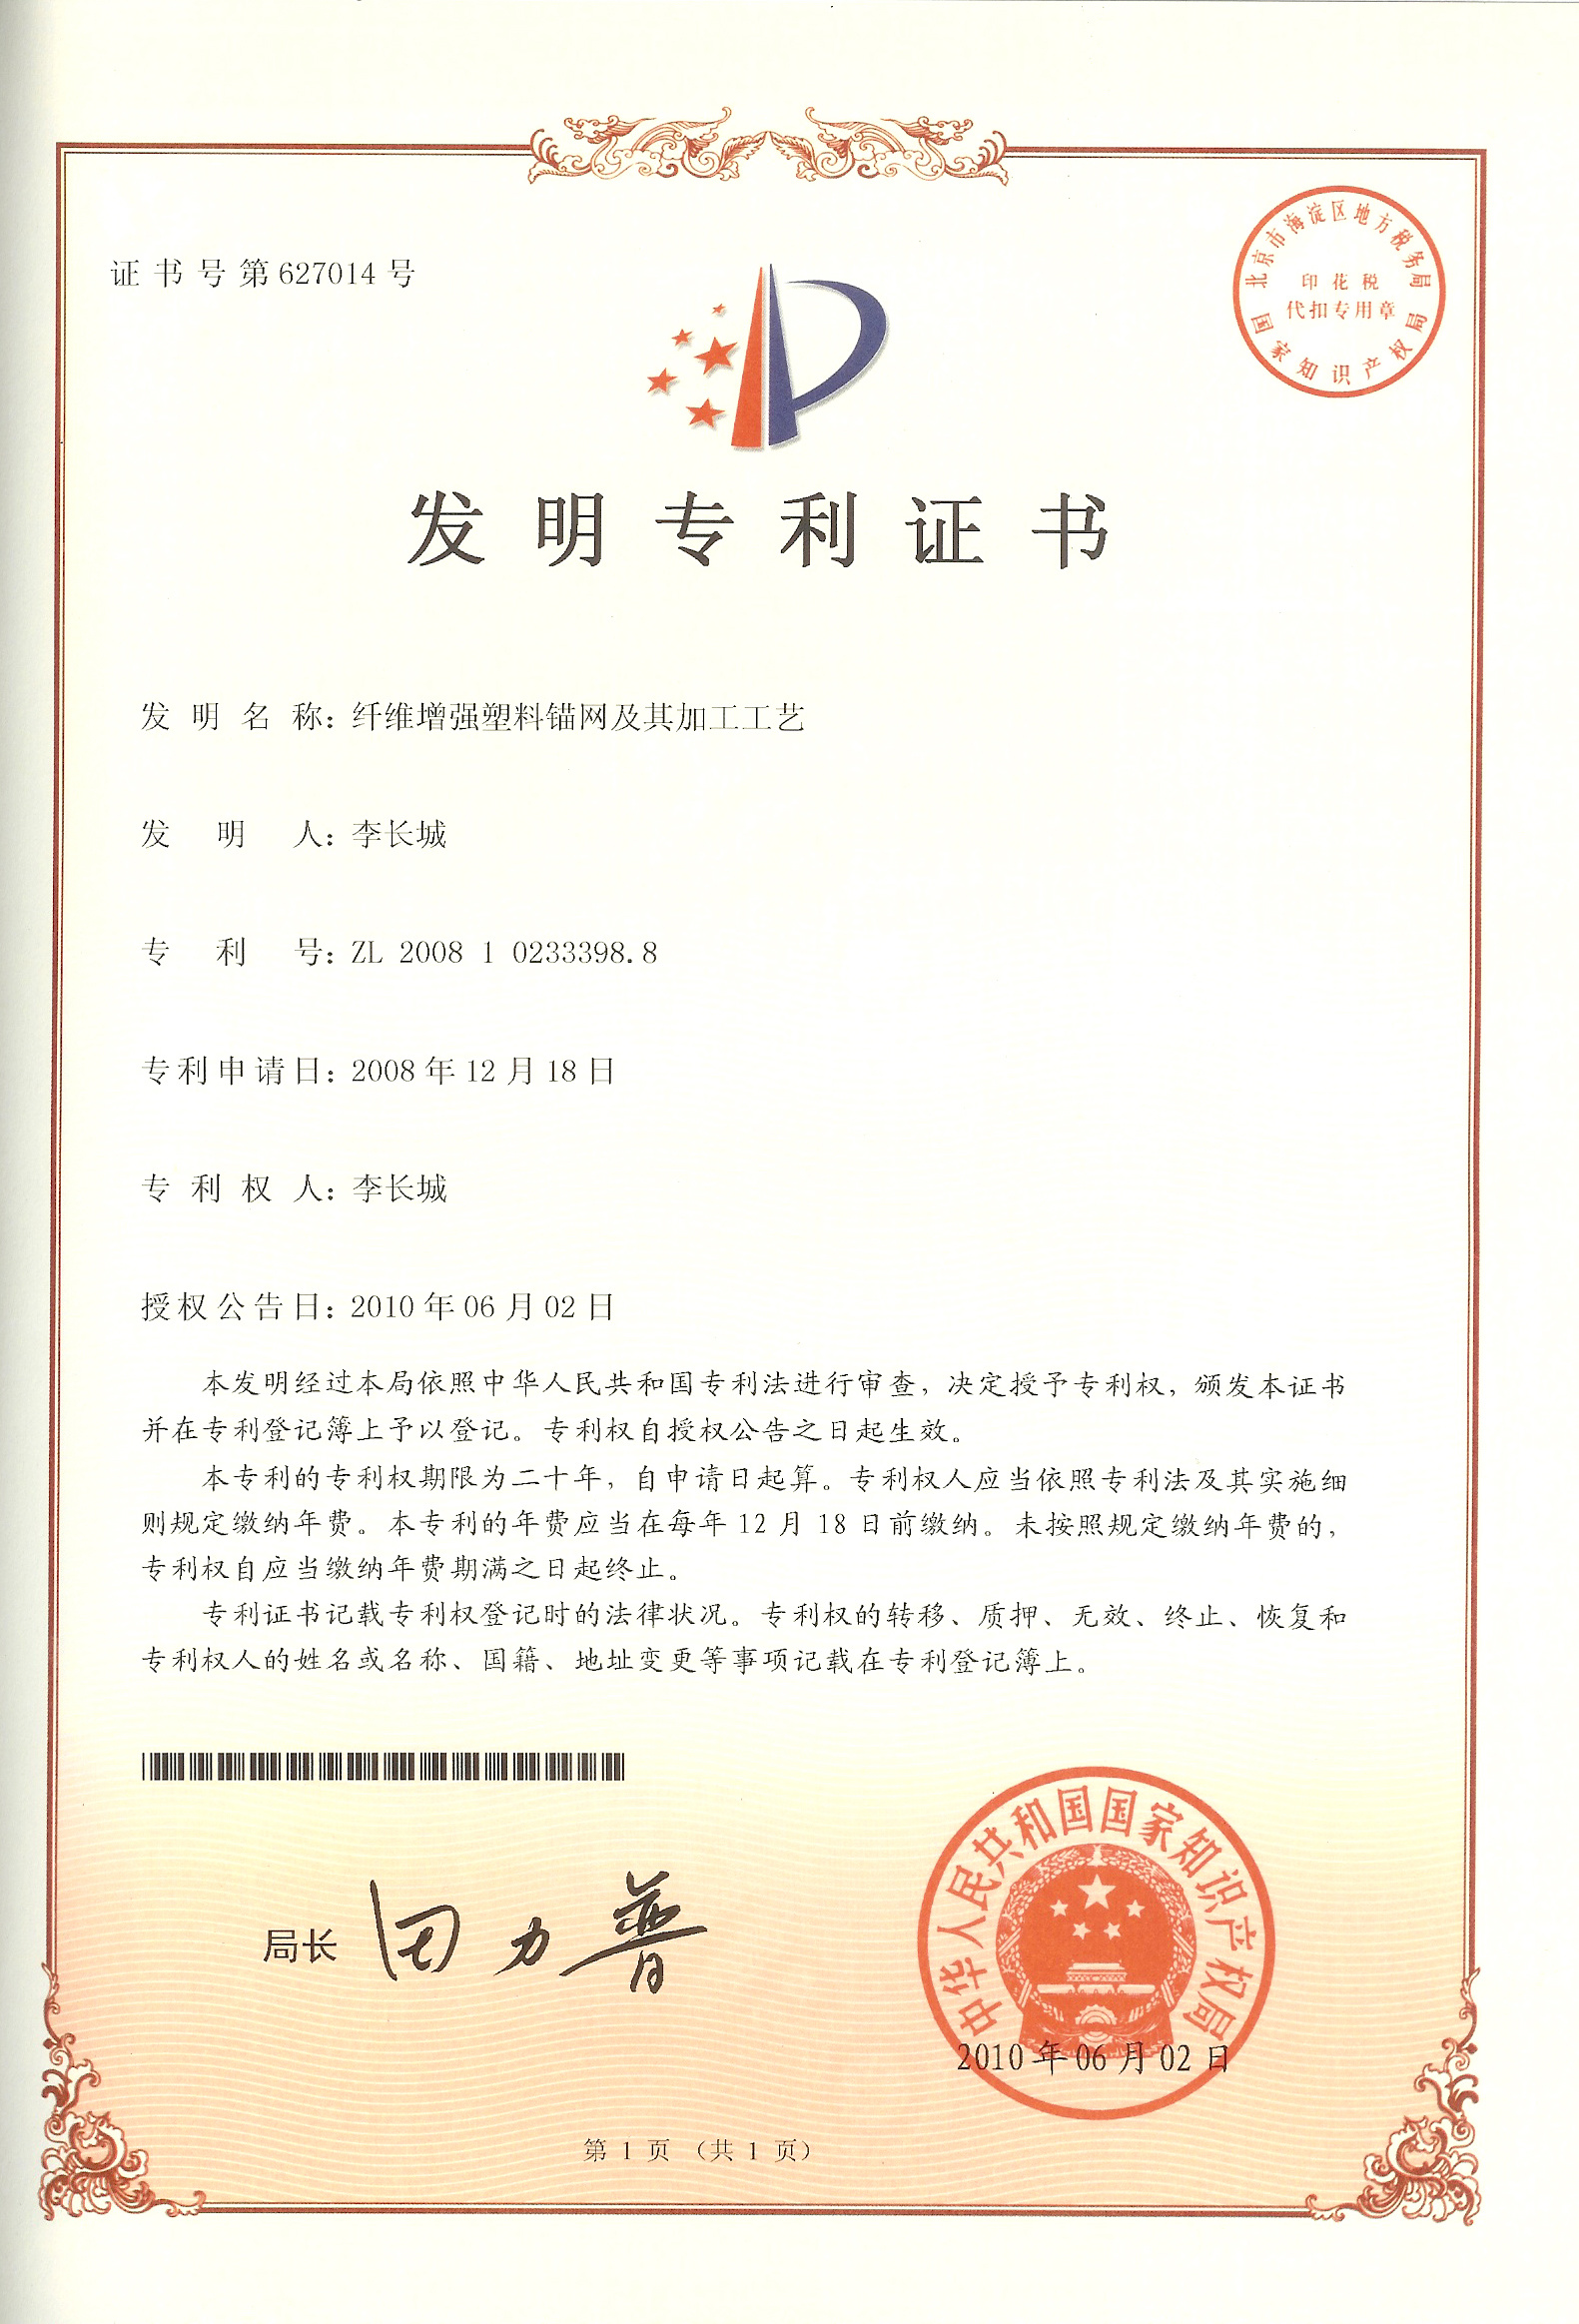 证书号第627014号
北京市海淀区地方税务局
印花税
代扣专用章
国家知识产权局
发明专利证书
发明名称：纤维增强塑料锚网及其加工工艺
发明人：李长城
专利号：ZL 2008 1 0233398.8
专利申请日：2008年12月18日
专利权人：李长城
授权公告日：2010年06月02日
本发明经过本局依照中华人民共和国专利法进行审查，决定授予专利权，颁发本证书
并在专利登记簿上予以登记。专利权自授权公告之日起生效。
本专利的专利权期限为二十年，自申请日起算。专利权人应当依照专利法及其实施细
则规定缴纳年费。本专利的年费应当在每年12月18日前缴纳。未按照规定缴纳年费的，
专利权自应当缴纳年费期满之日起终止。
专利证书记载专利权登记时的法律状况。专利权的转移、质押、无效、终止、恢复和
专利权人的姓名或名称、国籍、地址变更等事项记载在专利登记簿上。
局长 田力普
中华人民共和国国家知识产权局
2010年06月02日
第 1 页 （共 1 页）